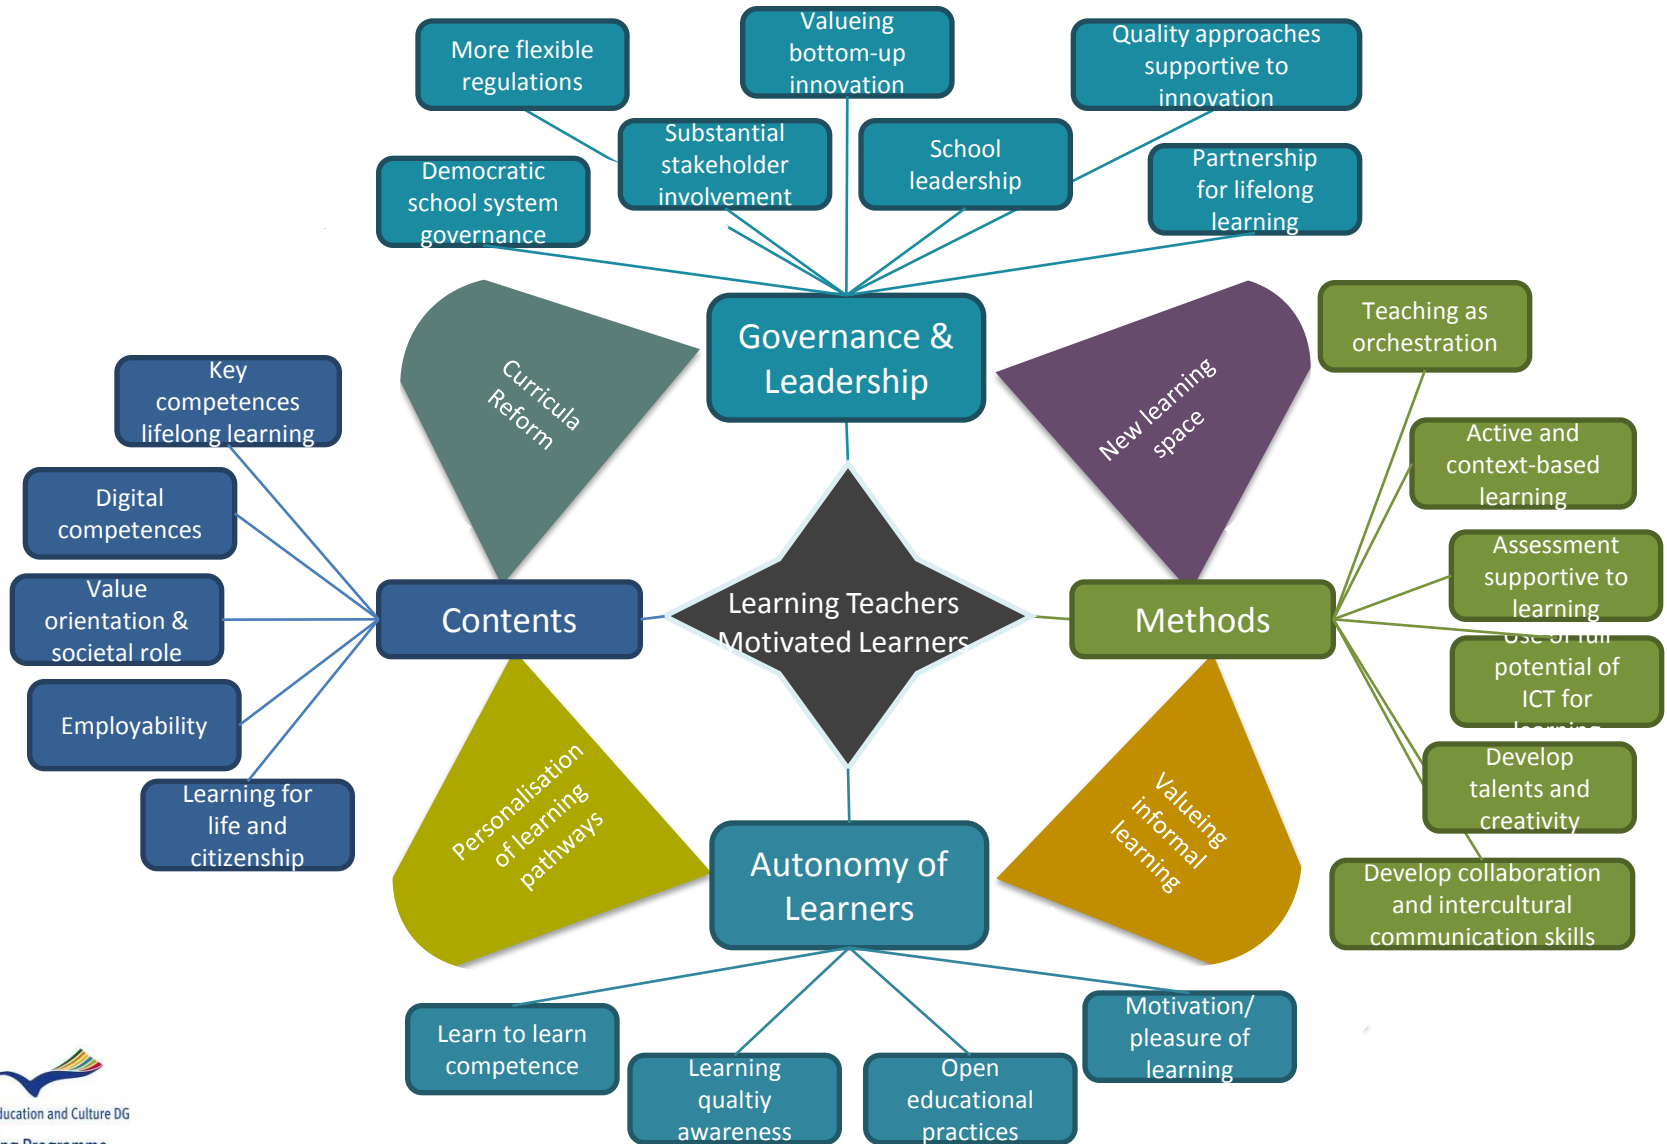 More flexible
regulations
Valueing
bottom-up
innovation
Quality approaches
supportive to
innovation
Democratic
school system
governance
Substantial
stakeholder
involvement
School
leadership
Partnership
for lifelong
learning
Governance &
Leadership
Curricula
Reform
New learning
space
Key
competences
lifelong learning
Digital
competences
Value
orientation &
societal role
Employability
Learning for
life and
citizenship
Contents
Learning Teachers
Motivated Learners
Methods
Teaching as
orchestration
Active and
context-based
learning
Assessment
supportive to
learning
Use of full
potential of
ICT for
learning
Develop
talents and
creativity
Develop collaboration
and intercultural
communication skills
Personalisation
of learning
pathways
Valueing
informal
learning
Autonomy of
Learners
Learn to learn
competence
Learning
qualtiy
awareness
Open
educational
practices
Motivation/
pleasure of
learning
ducation and Culture DG
Programme